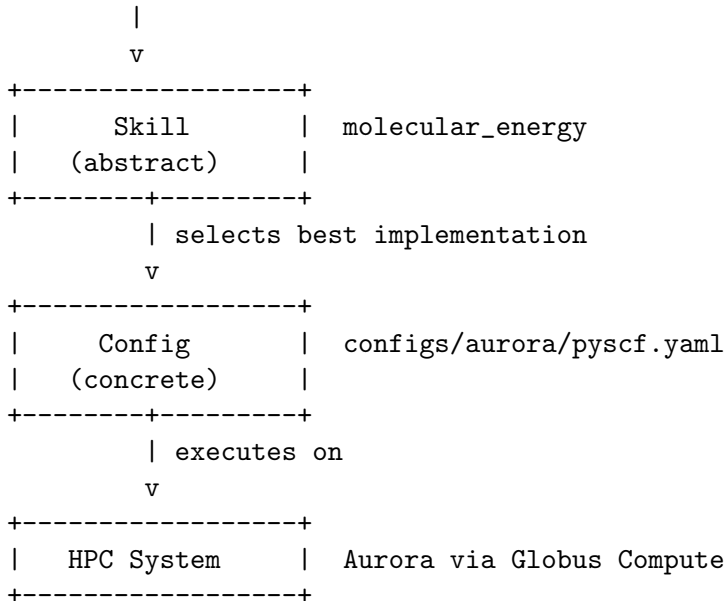 |
v
+------------------+
|      Skill       |  molecular_energy
|   (abstract)     |
+--------+---------+
         | selects best implementation
         v
+------------------+
|     Config       |  configs/aurora/pyscf.yaml
|   (concrete)     |
+--------+---------+
         | executes on
         v
+------------------+
|   HPC System     |  Aurora via Globus Compute
+------------------+